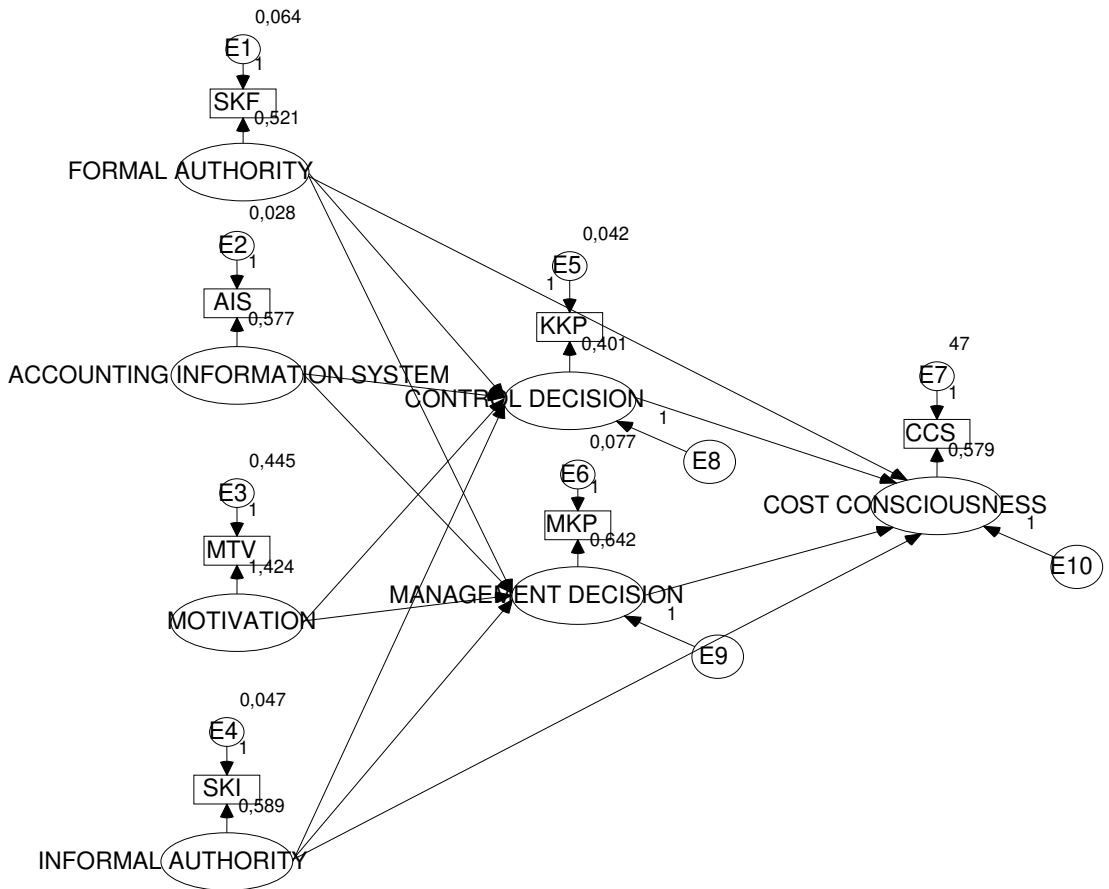 0,064
E1
1
SKF
0,521
FORMAL AUTHORITY
0,028
E2
1
AIS
0,577
ACCOUNTING INFORMATION SYSTEM
0,445
E3
1
MTV
1,424
MOTIVATION
0,047
E4
1
SKI
0,589
INFORMAL AUTHORITY
0,042
E5
1
KKP
0,401
CONTROL DECISION
1
E8
0,077
E6
1
MKP
0,642
MANAGEMENT DECISION
1
E9
47
E7
1
CCS
0,579
COST CONSCIOUSNESS
1
E10